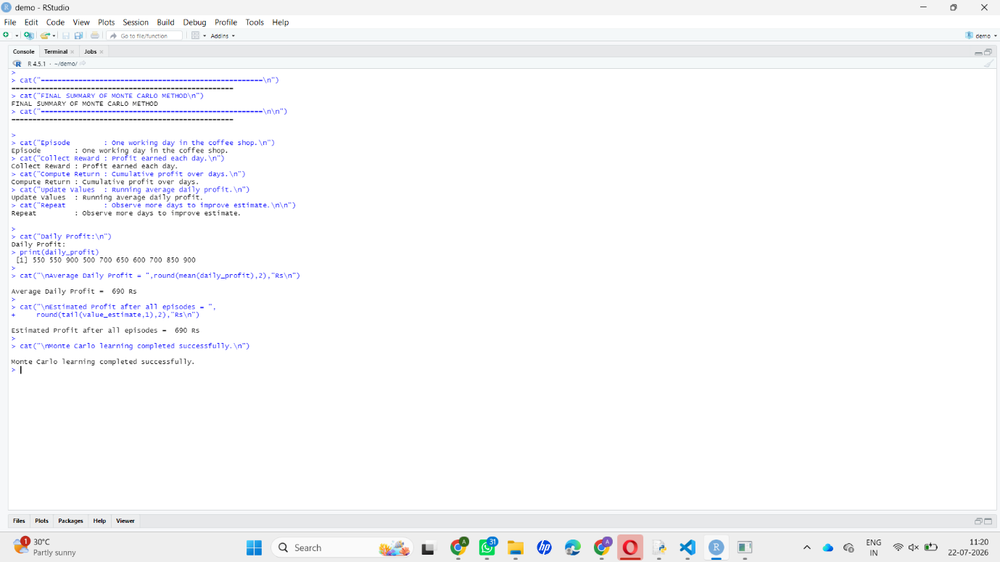 demo - RStudio
File Edit Code View Plots Session Build Debug Profile Tools Help
Go to file/function Addins demo
Console Terminal Jobs
R 4.5.1 · ~/demo/
>
> cat("=====================================================\n")
=====================================================
> cat("FINAL SUMMARY OF MONTE CARLO METHOD\n")
FINAL SUMMARY OF MONTE CARLO METHOD
> cat("=====================================================\n\n")
=====================================================
>
> cat("Episode        : One working day in the coffee shop.\n")
Episode        : One working day in the coffee shop.
> cat("Collect Reward : Profit earned each day.\n")
Collect Reward : Profit earned each day.
> cat("Compute Return : Cumulative profit over days.\n")
Compute Return : Cumulative profit over days.
> cat("Update Values  : Running average daily profit.\n")
Update Values  : Running average daily profit.
> cat("Repeat         : Observe more days to improve estimate.\n\n")
Repeat         : Observe more days to improve estimate.
>
> cat("Daily Profit:\n")
Daily Profit:
> print(daily_profit)
[1] 550 550 900 500 700 650 600 700 850 900
>
> cat("\nAverage Daily Profit = ",round(mean(daily_profit),2),"Rs\n")
Average Daily Profit =  690 Rs
>
> cat("\nEstimated Profit after all episodes = ",
+     round(tail(value_estimate,1),2),"Rs\n")
Estimated Profit after all episodes =  690 Rs
>
> cat("\nMonte Carlo learning completed successfully.\n")
Monte Carlo learning completed successfully.
>
Files Plots Packages Help Viewer
1 30°C
Partly sunny
Search
A
31
hp
A
R
ENG
IN
11:20
22-07-2026